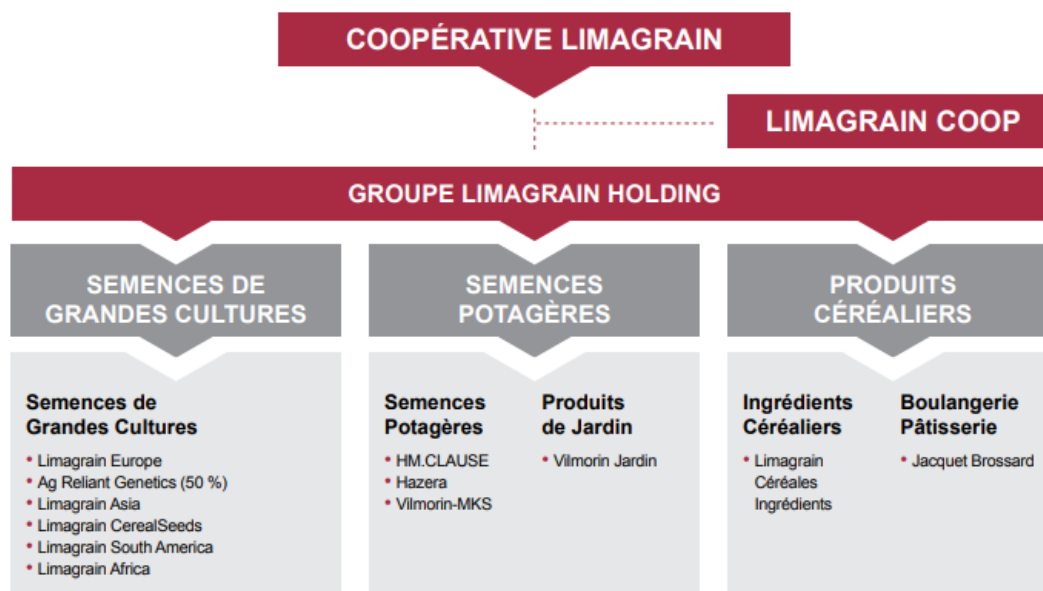 COOPÉRATIVE LIMAGRAIN
LIMAGRAIN COOP
GROUPE LIMAGRAIN HOLDING
SEMENCES DE
GRANDES CULTURES
SEMENCES
POTAGÈRES
PRODUITS
CÉRÉALIERS
Semences de
Grandes Cultures
• Limagrain Europe
• Ag Reliant Genetics (50 %)
• Limagrain Asia
• Limagrain CerealSeeds
• Limagrain South America
• Limagrain Africa
Semences
Potagères
• HM.CLAUSE
• Hazera
• Vilmorin-MKS
Produits
de Jardin
• Vilmorin Jardin
Ingrédients
Céréaliers
• Limagrain
Céréales
Ingrédients
Boulangerie
Pâtisserie
• Jacquet Brossard